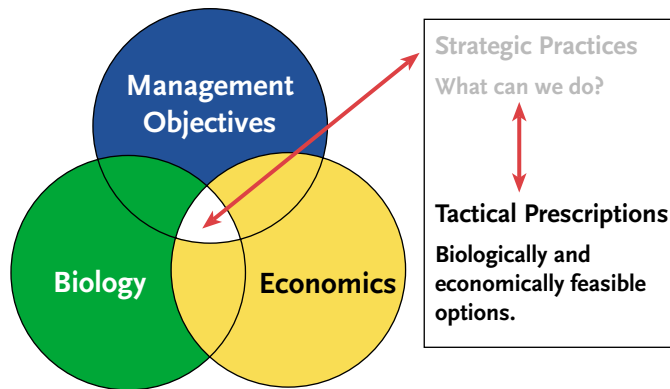 Management
Objectives
Biology
Economics
Strategic Practices
What can we do?
Tactical Prescriptions
Biologically and
economically feasible
options.